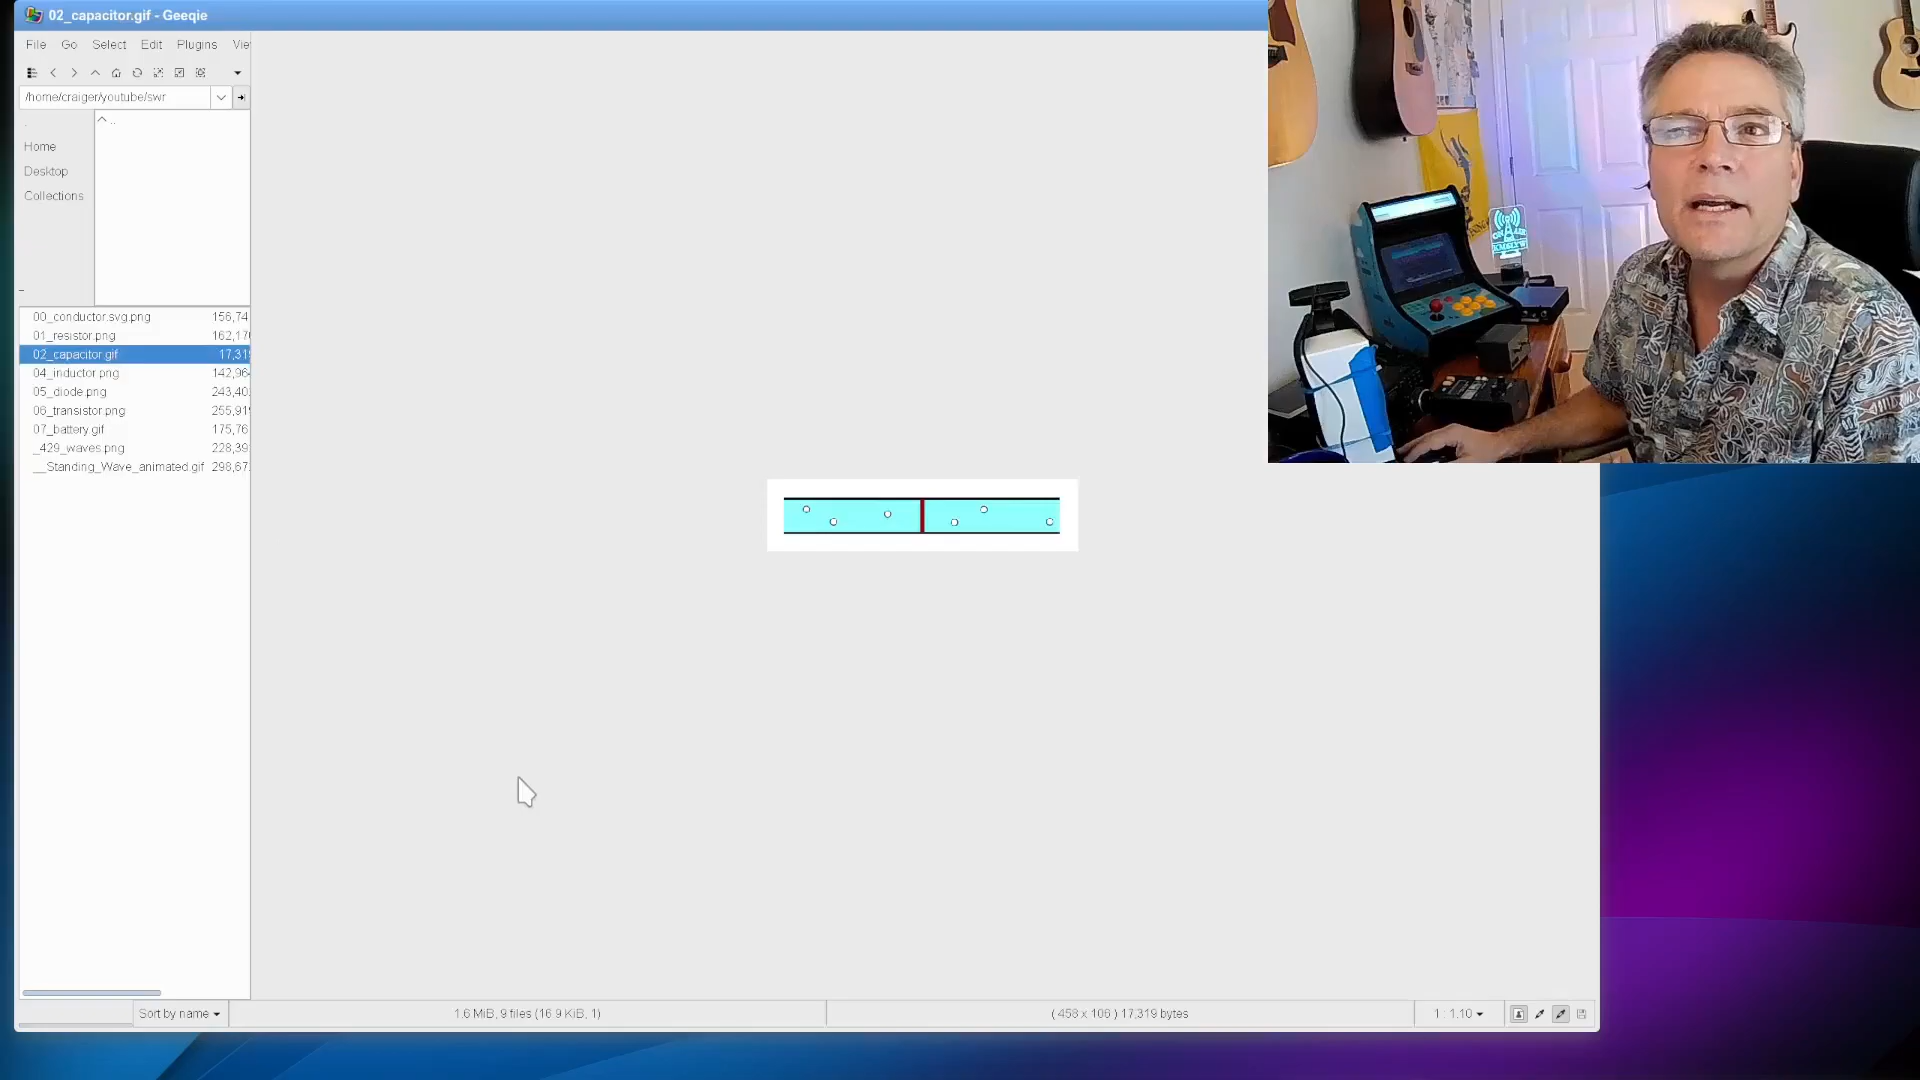 02_capacitor.gif - Geeqie
File Go Select Edit Plugins Vie
/home/craiger/youtube/swr
..
Home
Desktop
Collections
00_conductor.svg.png 156,74
01_resistor.png 162,17
02_capacitor.gif 17,31
04_inductor.png 142,96
05_diode.png 243,40
06_transistor.png 255,91
07_battery.gif 175,76
_429_waves.png 228,39
__Standing_Wave_animated.gif 298,67
ON AIR
Sort by name
1.6 MiB, 9 files (16.9 KiB, 1)
( 458 x 106 ) 17,319 bytes
1 : 1.10